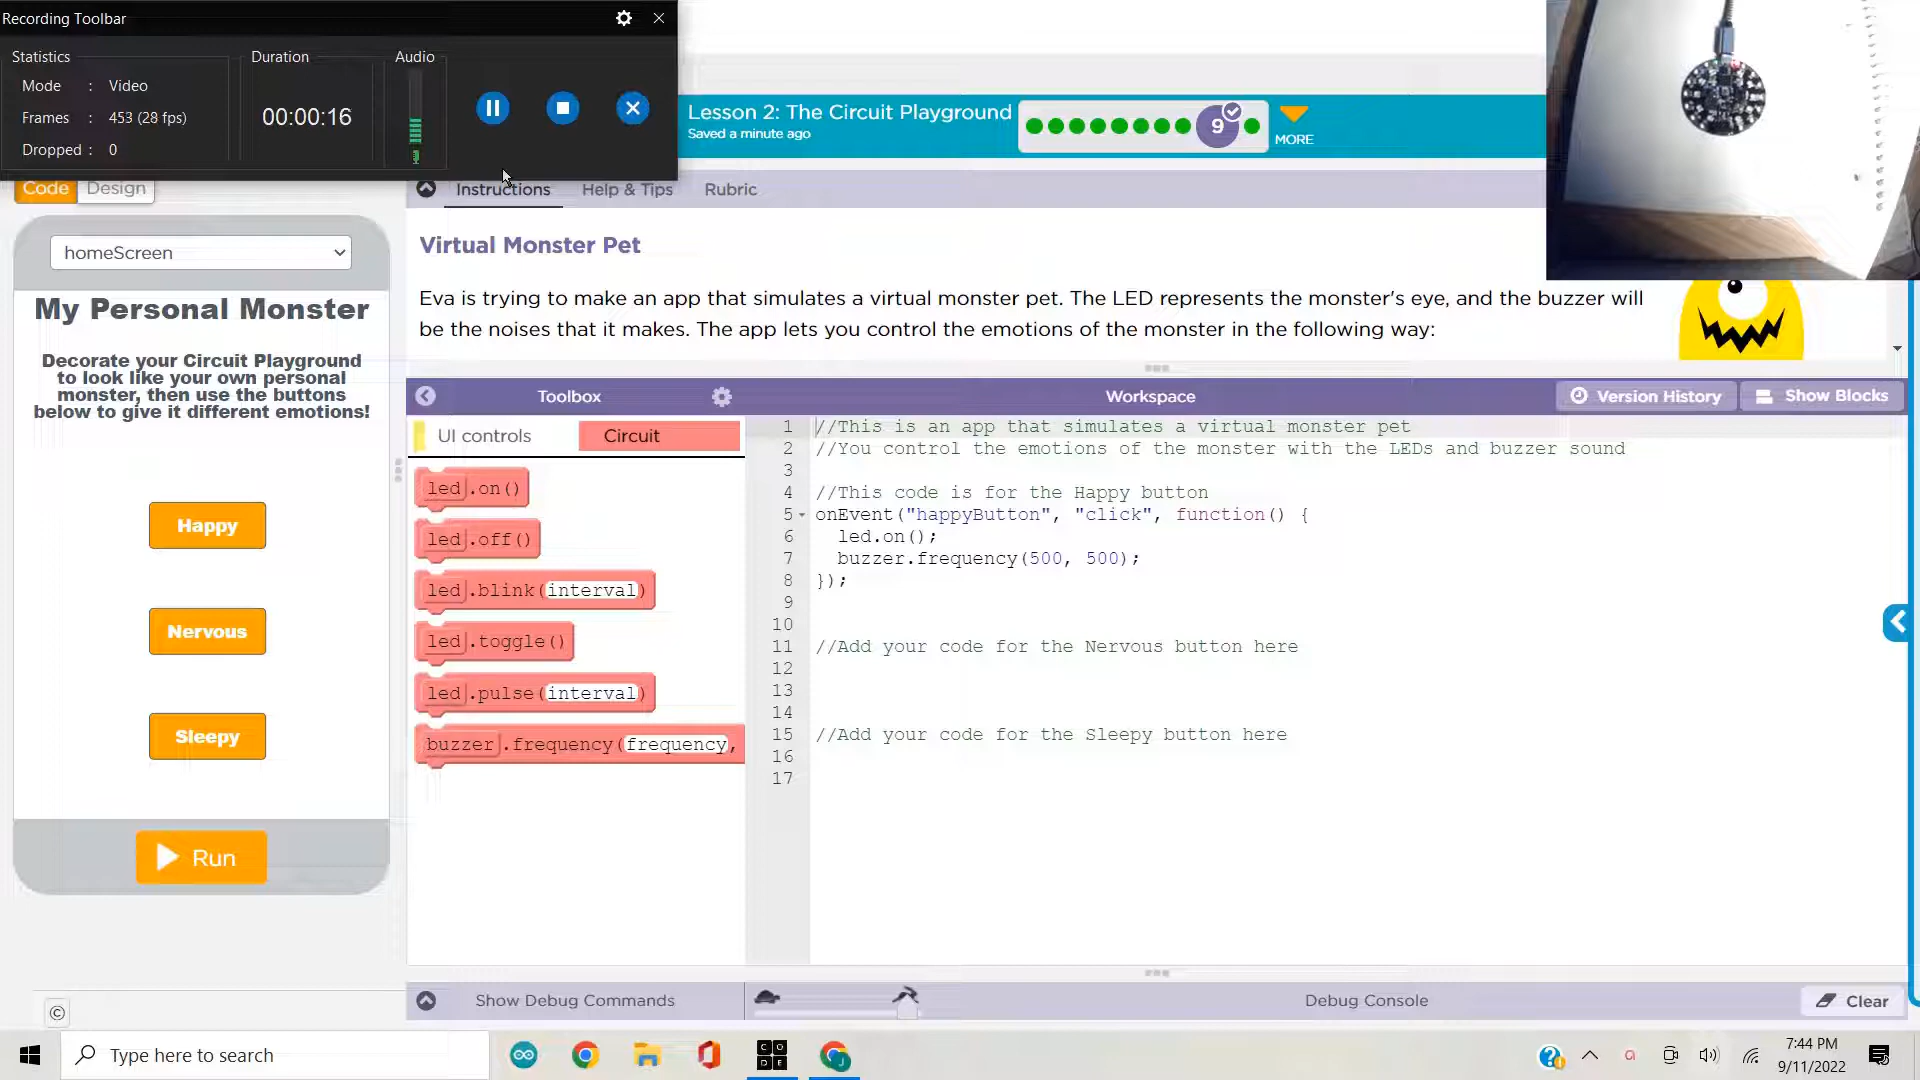 Recording Toolbar
Statistics
Mode : Video
Frames : 453 (28 fps)
Dropped : 0
Duration
00:00:16
Audio
Lesson 2: The Circuit Playground
Saved a minute ago
9
MORE
Code
Design
Instructions
Help & Tips
Rubric
homeScreen
My Personal Monster
Decorate your Circuit Playground
to look like your own personal
monster, then use the buttons
below to give it different emotions!
Happy
Nervous
Sleepy
Run
Virtual Monster Pet
Eva is trying to make an app that simulates a virtual monster pet. The LED represents the monster's eye, and the buzzer will
be the noises that it makes. The app lets you control the emotions of the monster in the following way:
Toolbox
Workspace
Version History
Show Blocks
UI controls
Circuit
led.on()
led.off()
led.blink(interval)
led.toggle()
led.pulse(interval)
buzzer.frequency(frequency,
1 //This is an app that simulates a virtual monster pet
2 //You control the emotions of the monster with the LEDs and buzzer sound
3
4 //This code is for the Happy button
5 onEvent("happyButton", "click", function() {
6 led.on();
7 buzzer.frequency(500, 500);
8 });
9
10
11 //Add your code for the Nervous button here
12
13
14
15 //Add your code for the Sleepy button here
16
17
Show Debug Commands
Debug Console
Clear
©
Type here to search
C O
D E
7:44 PM
9/11/2022